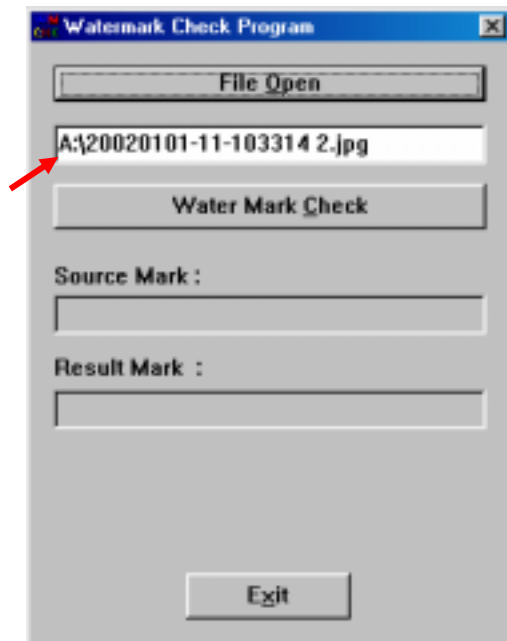 Watermark Check Program
File Open
A:\20020101-11-103314 2.jpg
Water Mark Check
Source Mark :
Result Mark :
Exit